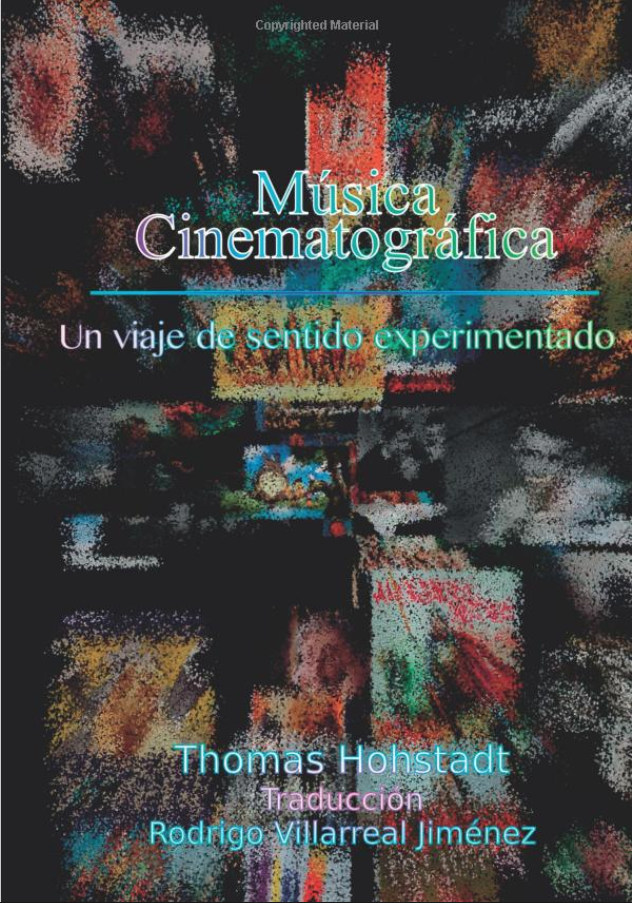 Copyrighted Material
Música
Cinematográfica
Un viaje de sentido experimentado
Thomas Hohstadt
Traducción
Rodrigo Villarreal Jiménez